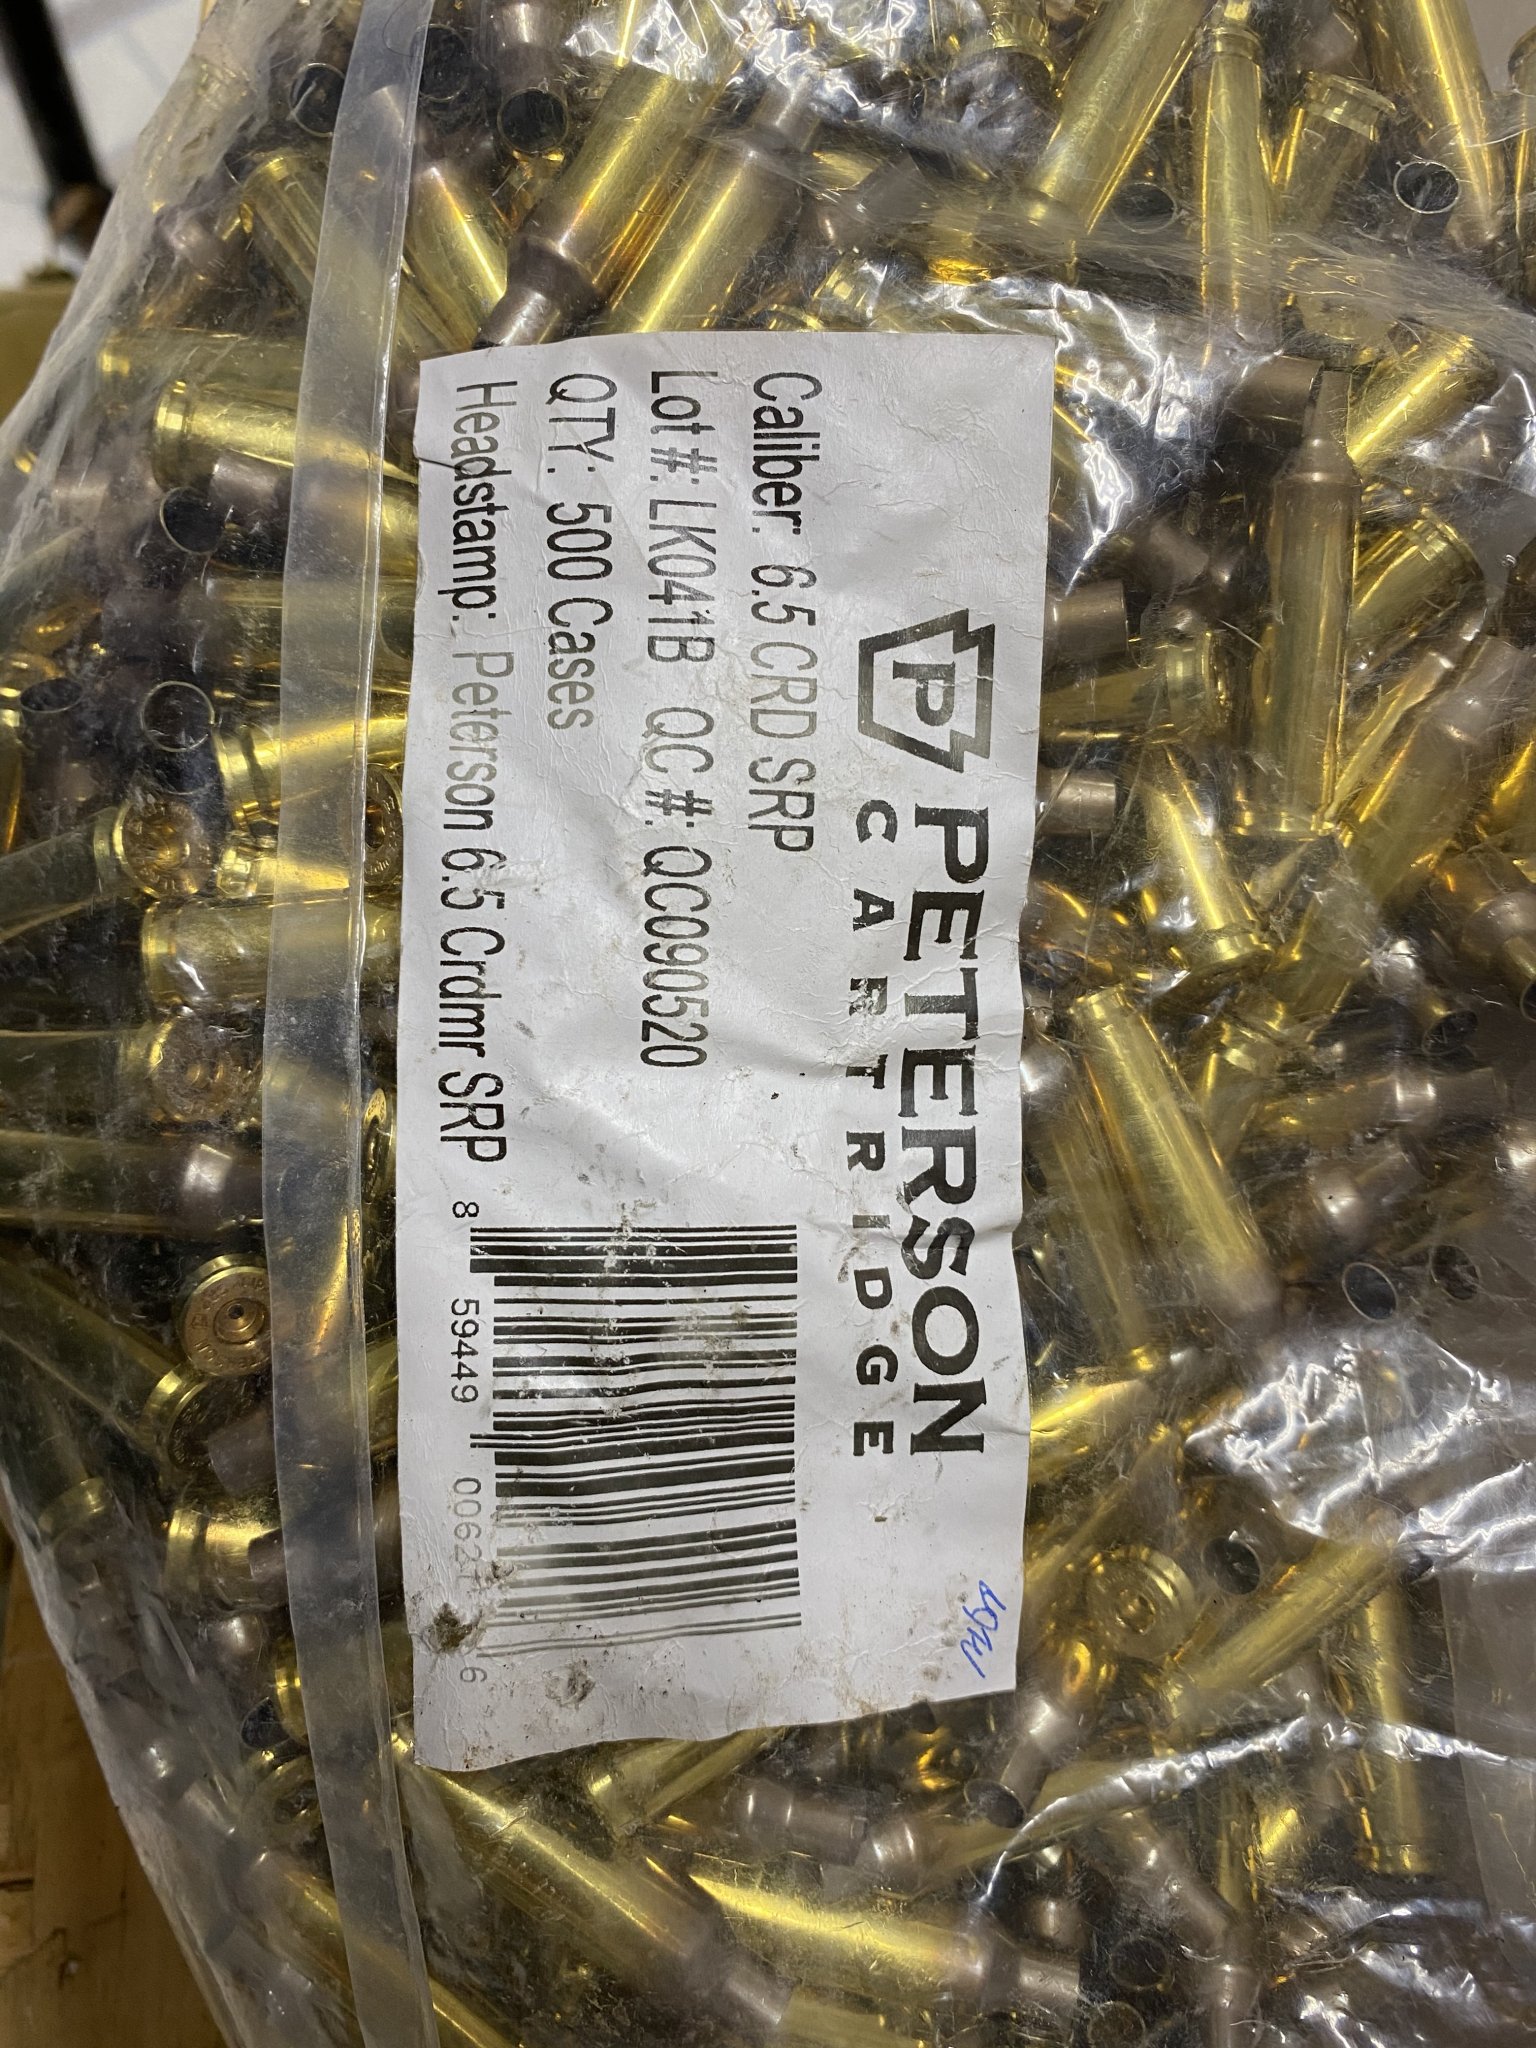 P PETERSON
CARTRIDGE
Caliber: 6.5 CRD SRP
Lot #: LK041B QC #: QC090520
QTY: 500 Cases
Headstamp: Peterson 6.5 Crdmr SRP
8 59449 0062 6